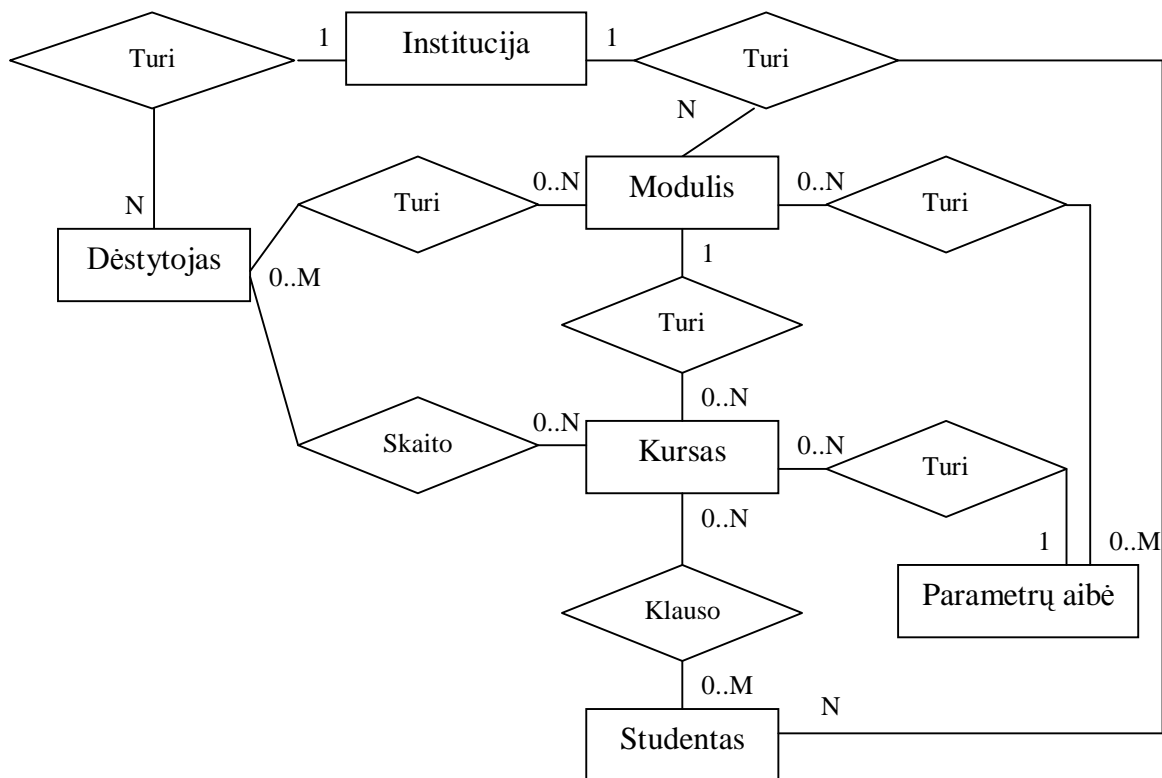 1 Institucija 1
Turi
Turi
N
0..N Modulis 0..N
Turi
Turi
N
Dėstytojas
0..M
1
Turi
0..N
0..N
Kursas
0..N
Skaito
Turi
0..N
1
0..M
Parametrų aibė
Klauso
0..M
N
Studentas